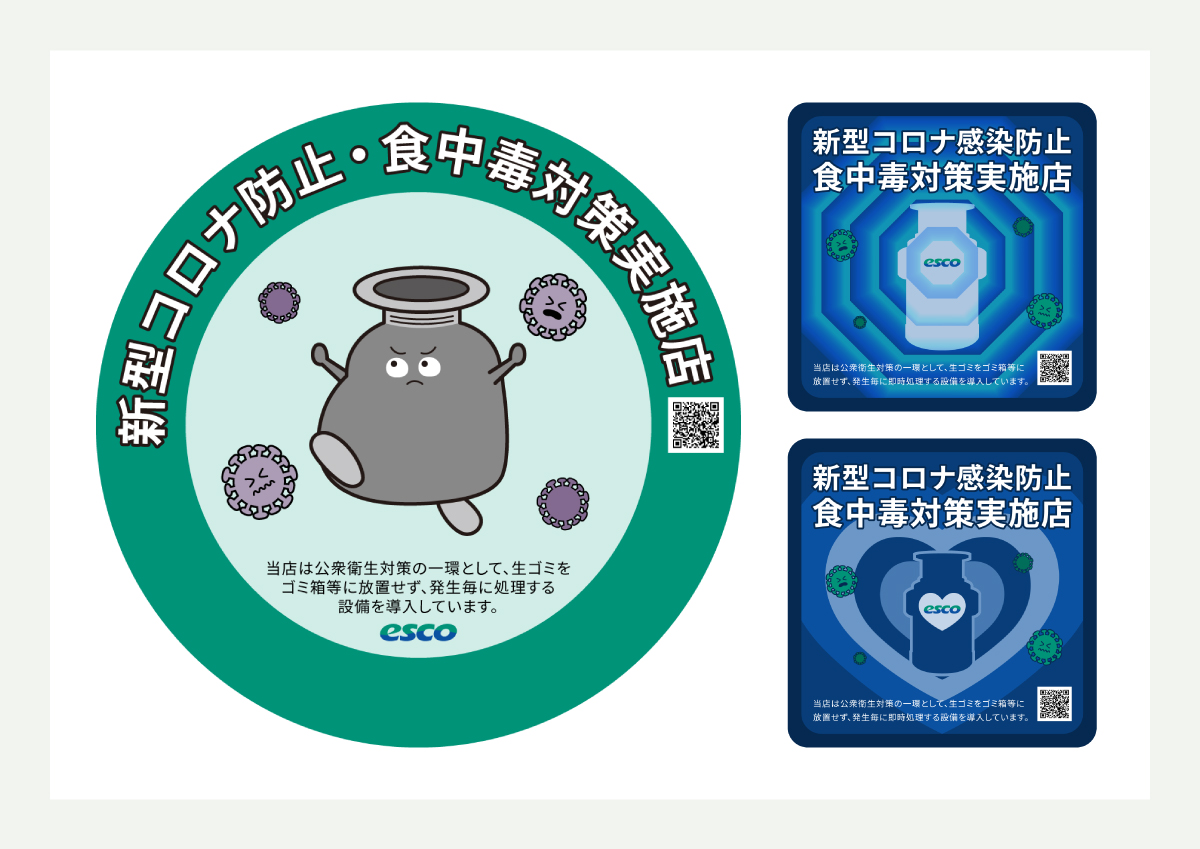 新型コロナ防止・食中毒対策実施店
当店は公衆衛生対策の一環として、生ゴミを
ゴミ箱等に放置せず、発生毎に処理する
設備を導入しています。
esco
新型コロナ感染防止
食中毒対策実施店
esco
当店は公衆衛生対策の一環として、生ゴミをゴミ箱等に
放置せず、発生毎に即時処理する設備を導入しています。
新型コロナ感染防止
食中毒対策実施店
esco
当店は公衆衛生対策の一環として、生ゴミをゴミ箱等に
放置せず、発生毎に即時処理する設備を導入しています。